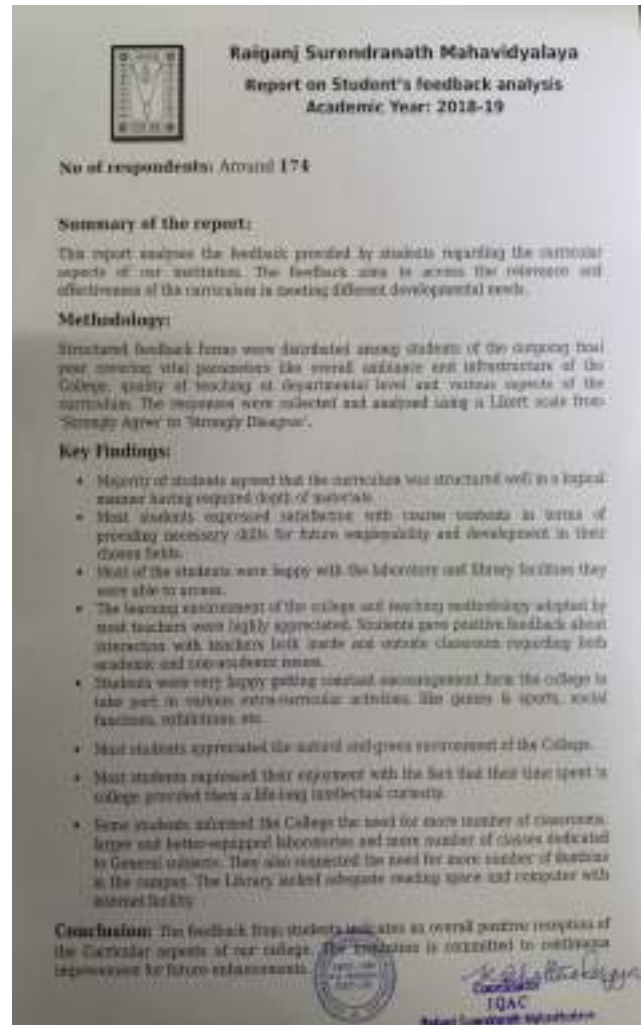 Raiganj Surendranath Mahavidyalaya
Report on Student's feedback analysis
Academic Year: 2018-19
No of respondents: Around 174
Summary of the report:
This report analyses the feedback provided by students regarding the curricular
aspects of our institution. The feedback aims to access the relevance and
effectiveness of the curriculum in meeting different developmental needs.
Methodology:
Structured feedback forms were distributed among students of the outgoing final
year covering vital parameters like overall ambiance and infrastructure of the
College, quality of teaching at departmental level and various aspects of the
curriculum. The responses were collected and analysed using a Likert scale from
'Strongly Agree' to 'Strongly Disagree'.
Key Findings:
• Majority of students agreed that the curriculum was structured well in a logical
manner having required depth of materials.
• Most students expressed satisfaction with course contents in terms of
providing necessary skills for future employability and development in their
chosen fields.
• Most of the students were happy with the laboratory and library facilities they
were able to access.
• The learning environment of the college and teaching methodology adopted by
most teachers were highly appreciated. Students gave positive feedback about
interaction with teachers both inside and outside classroom regarding both
academic and non-academic issues.
• Students were very happy getting constant encouragement form the college to
take part in various extra-curricular activities, like games & sports, social
functions, exhibitions, etc.
• Most students appreciated the natural and green environment of the College.
• Most students expressed their enjoyment with the fact that their time spent in
college provided them a life-long intellectual curiosity.
• Some students informed the College the need for more number of classrooms,
larger and better-equipped laboratories and more number of classes dedicated
to General subjects. They also requested the need for more number of
in the campus. The Library lacked adequate reading space and computer with
internet facility.
Conclusion: The feedback from students indicates an overall positive reception of
the Curricular aspects of our college. The is committed to continuous
improvement for future enhancements.
Coordinator
IQAC
Raiganj Surendranath Mahavidyalaya